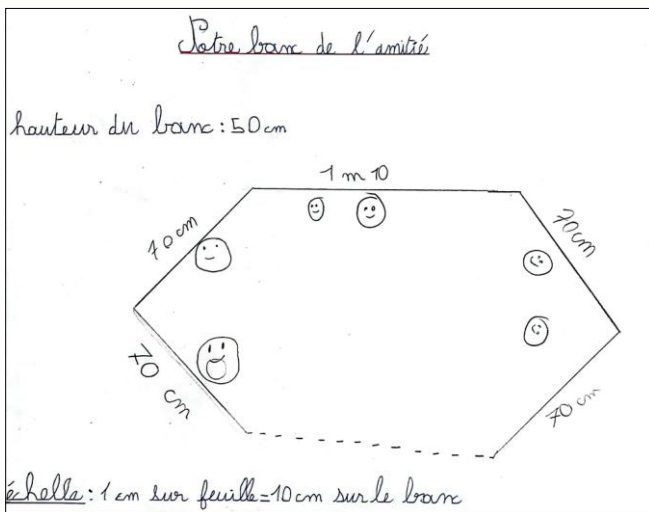 Notre banc de l'amitié
hauteur du banc : 50 cm
1 m 10
70 cm
70 cm
70 cm
70 cm
échelle : 1 cm sur feuille = 10 cm sur le banc